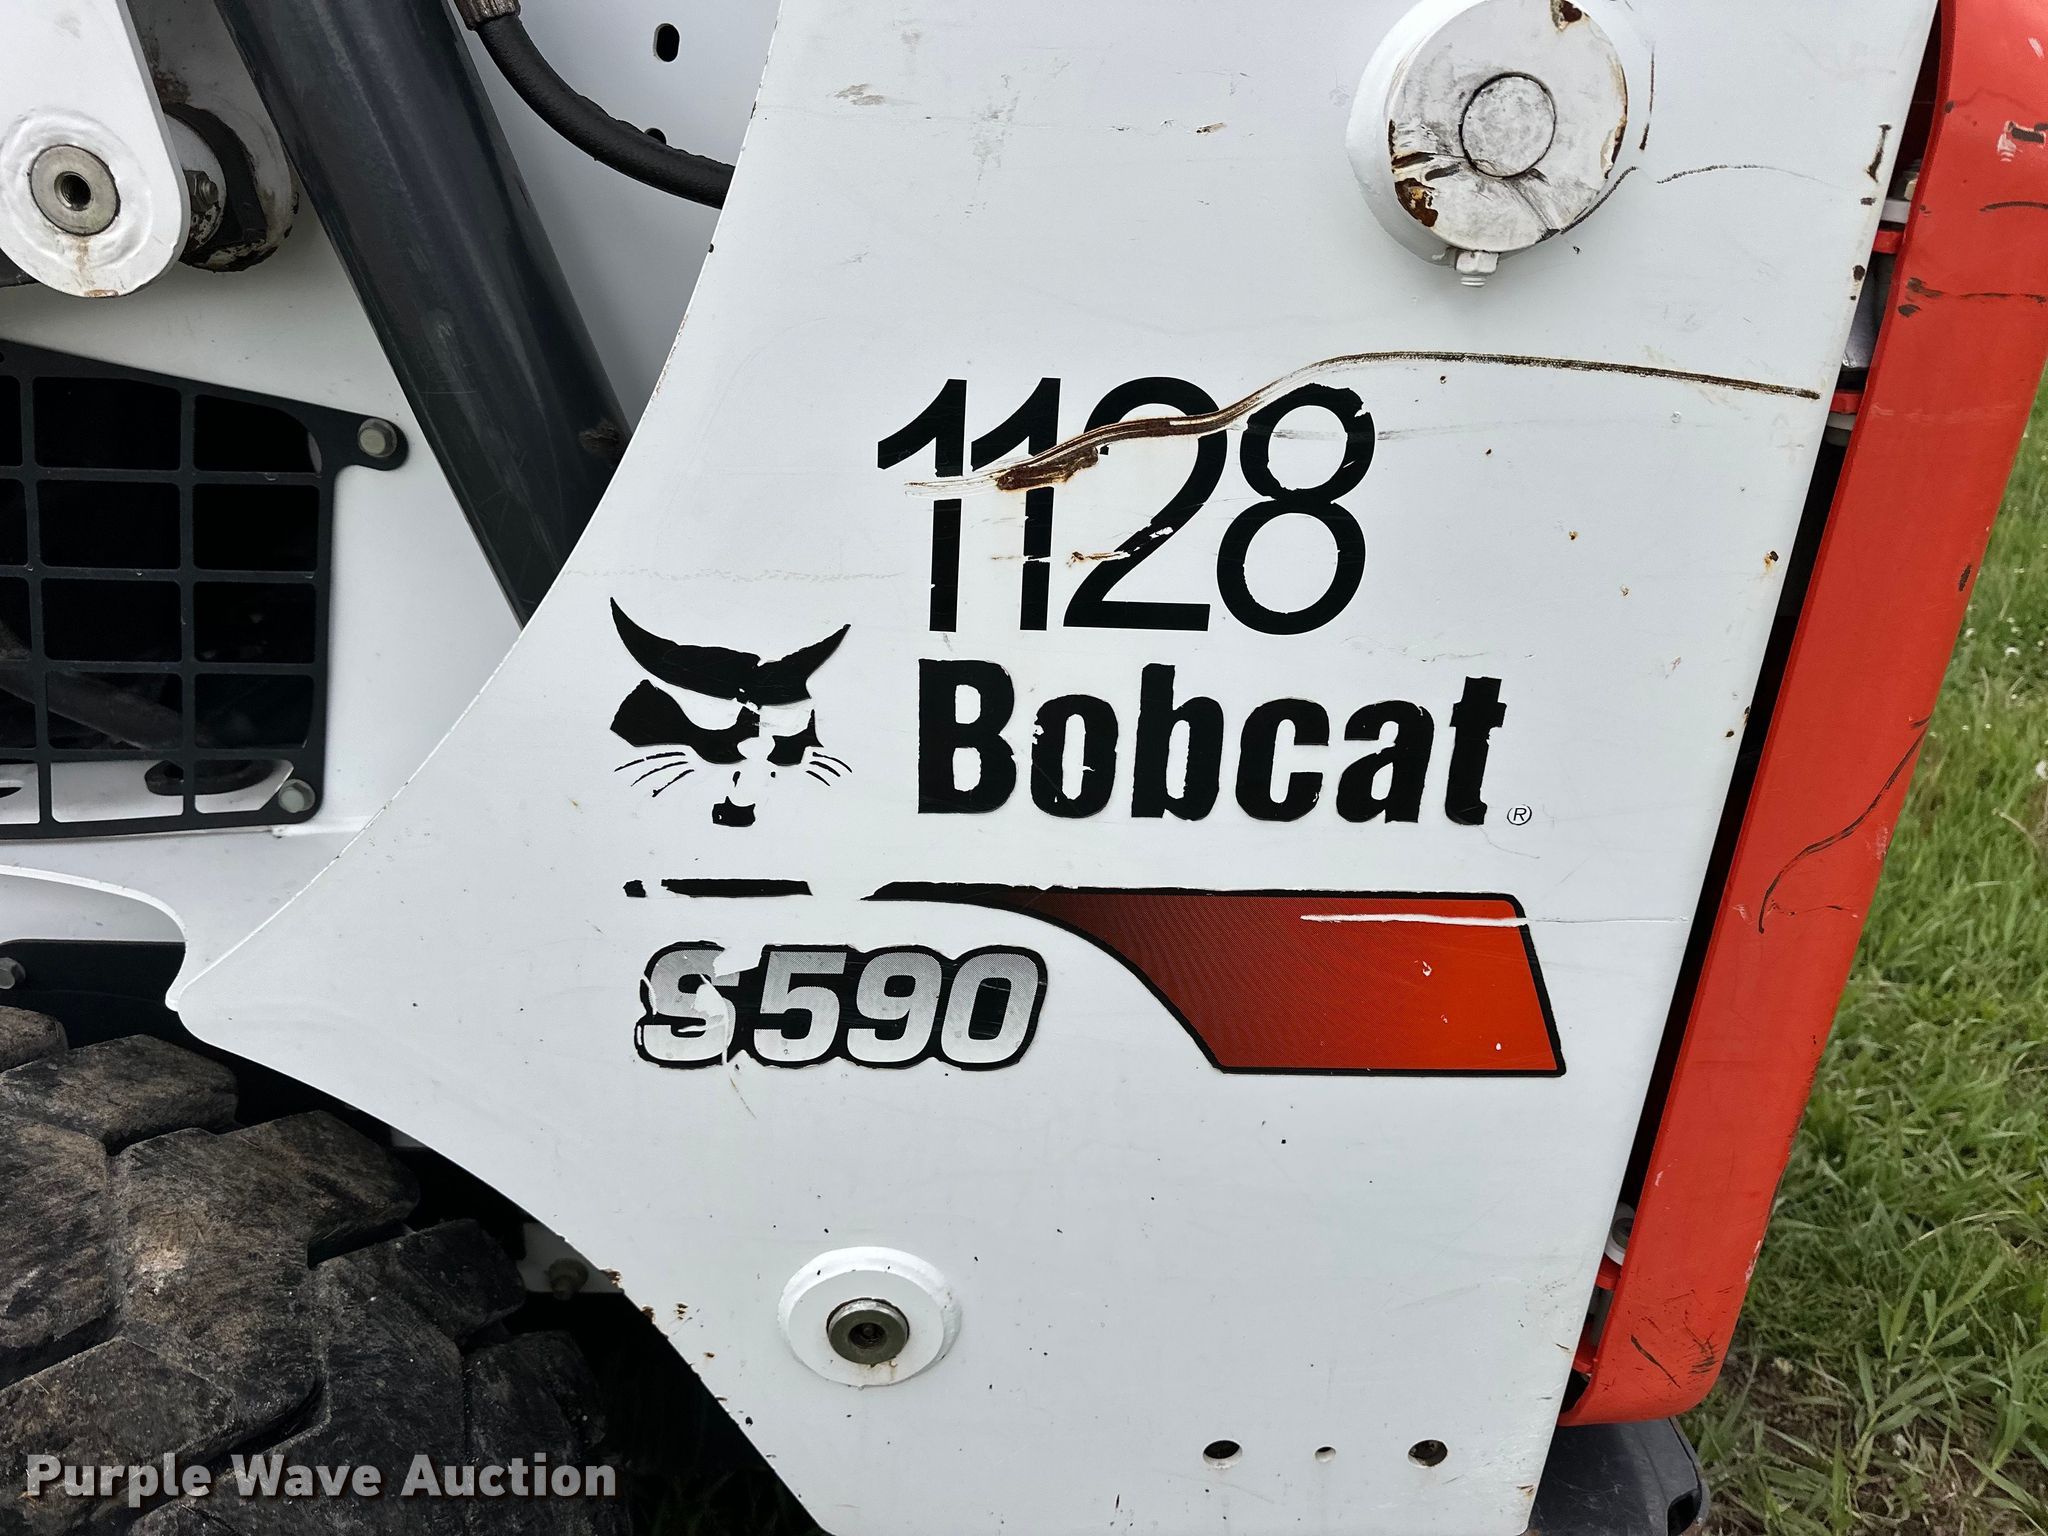 1128
Bobcat®
S590
Purple Wave Auction